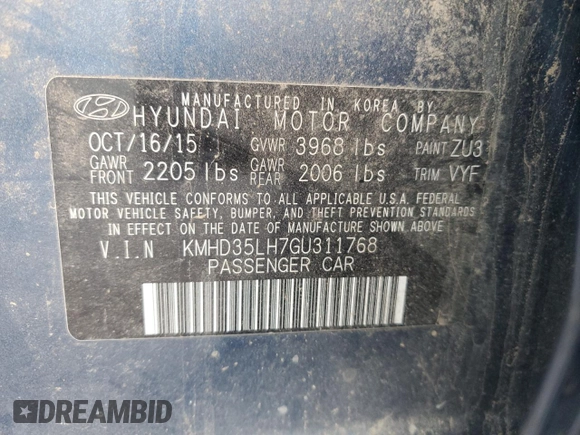 MANUFACTURED IN KOREA BY
HYUNDAI MOTOR COMPANY
OCT/16/15 GVWR 3968 lbs PAINT ZU3
GAWR FRONT 2205 lbs GAWR REAR 2006 lbs TRIM VYF
THIS VEHICLE CONFORMS TO ALL APPLICABLE U.S.A. FEDERAL
MOTOR VEHICLE SAFETY, BUMPER, AND THEFT PREVENTION STANDARDS
IN EFFECT ON THE DATE OF MANUFACTURE SHOWN ABOVE.
V.I.N KMHD35LH7GU311768
PASSENGER CAR
DREAMBID